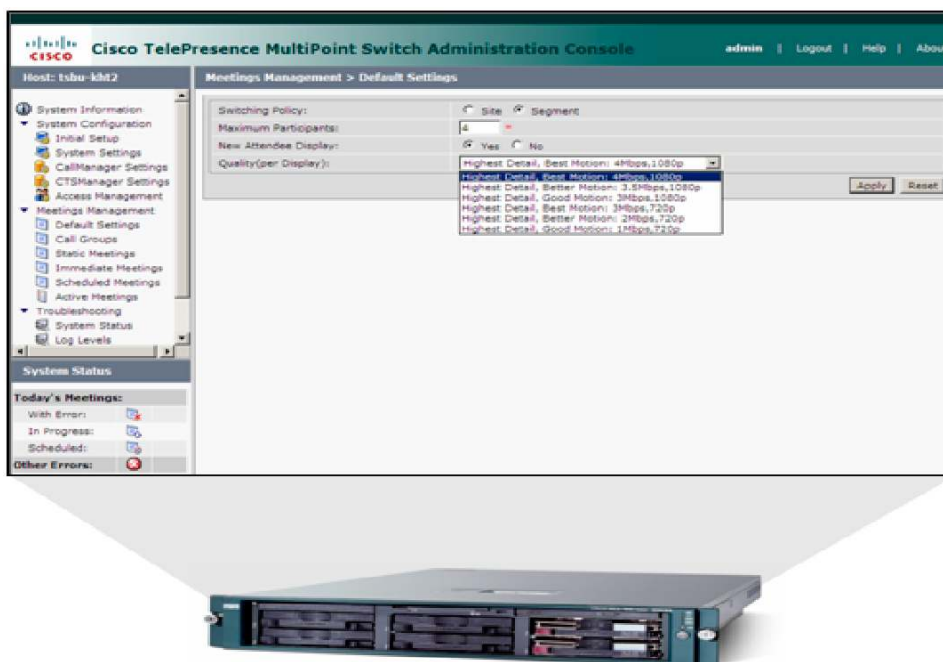 CISCO
Cisco TelePresence MultiPoint Switch Administration Console
admin | Logout | Help | Abou
Host: tsbu-kht2
Meetings Management > Default Settings
System Information
System Configuration
Initial Setup
System Settings
CallManager Settings
CTSManager Settings
Access Management
Meetings Management
Default Settings
Call Groups
Static Meetings
Immediate Meetings
Scheduled Meetings
Active Meetings
Troubleshooting
System Status
Log Levels
Switching Policy: Site Segment
Maximum Participants: 4 *
New Attendee Display: Yes No
Quality(per Display): Highest Detail, Best Motion: 4Mbps,1080p
Highest Detail, Best Motion: 4Mbps,1080p
Highest Detail, Better Motion: 3.5Mbps,1080p
Highest Detail, Good Motion: 3Mbps,1080p
Highest Detail, Best Motion: 3Mbps,720p
Highest Detail, Better Motion: 2Mbps,720p
Highest Detail, Good Motion: 1Mbps,720p
Apply Reset
System Status
Today's Meetings:
With Error:
In Progress:
Scheduled:
Other Errors: